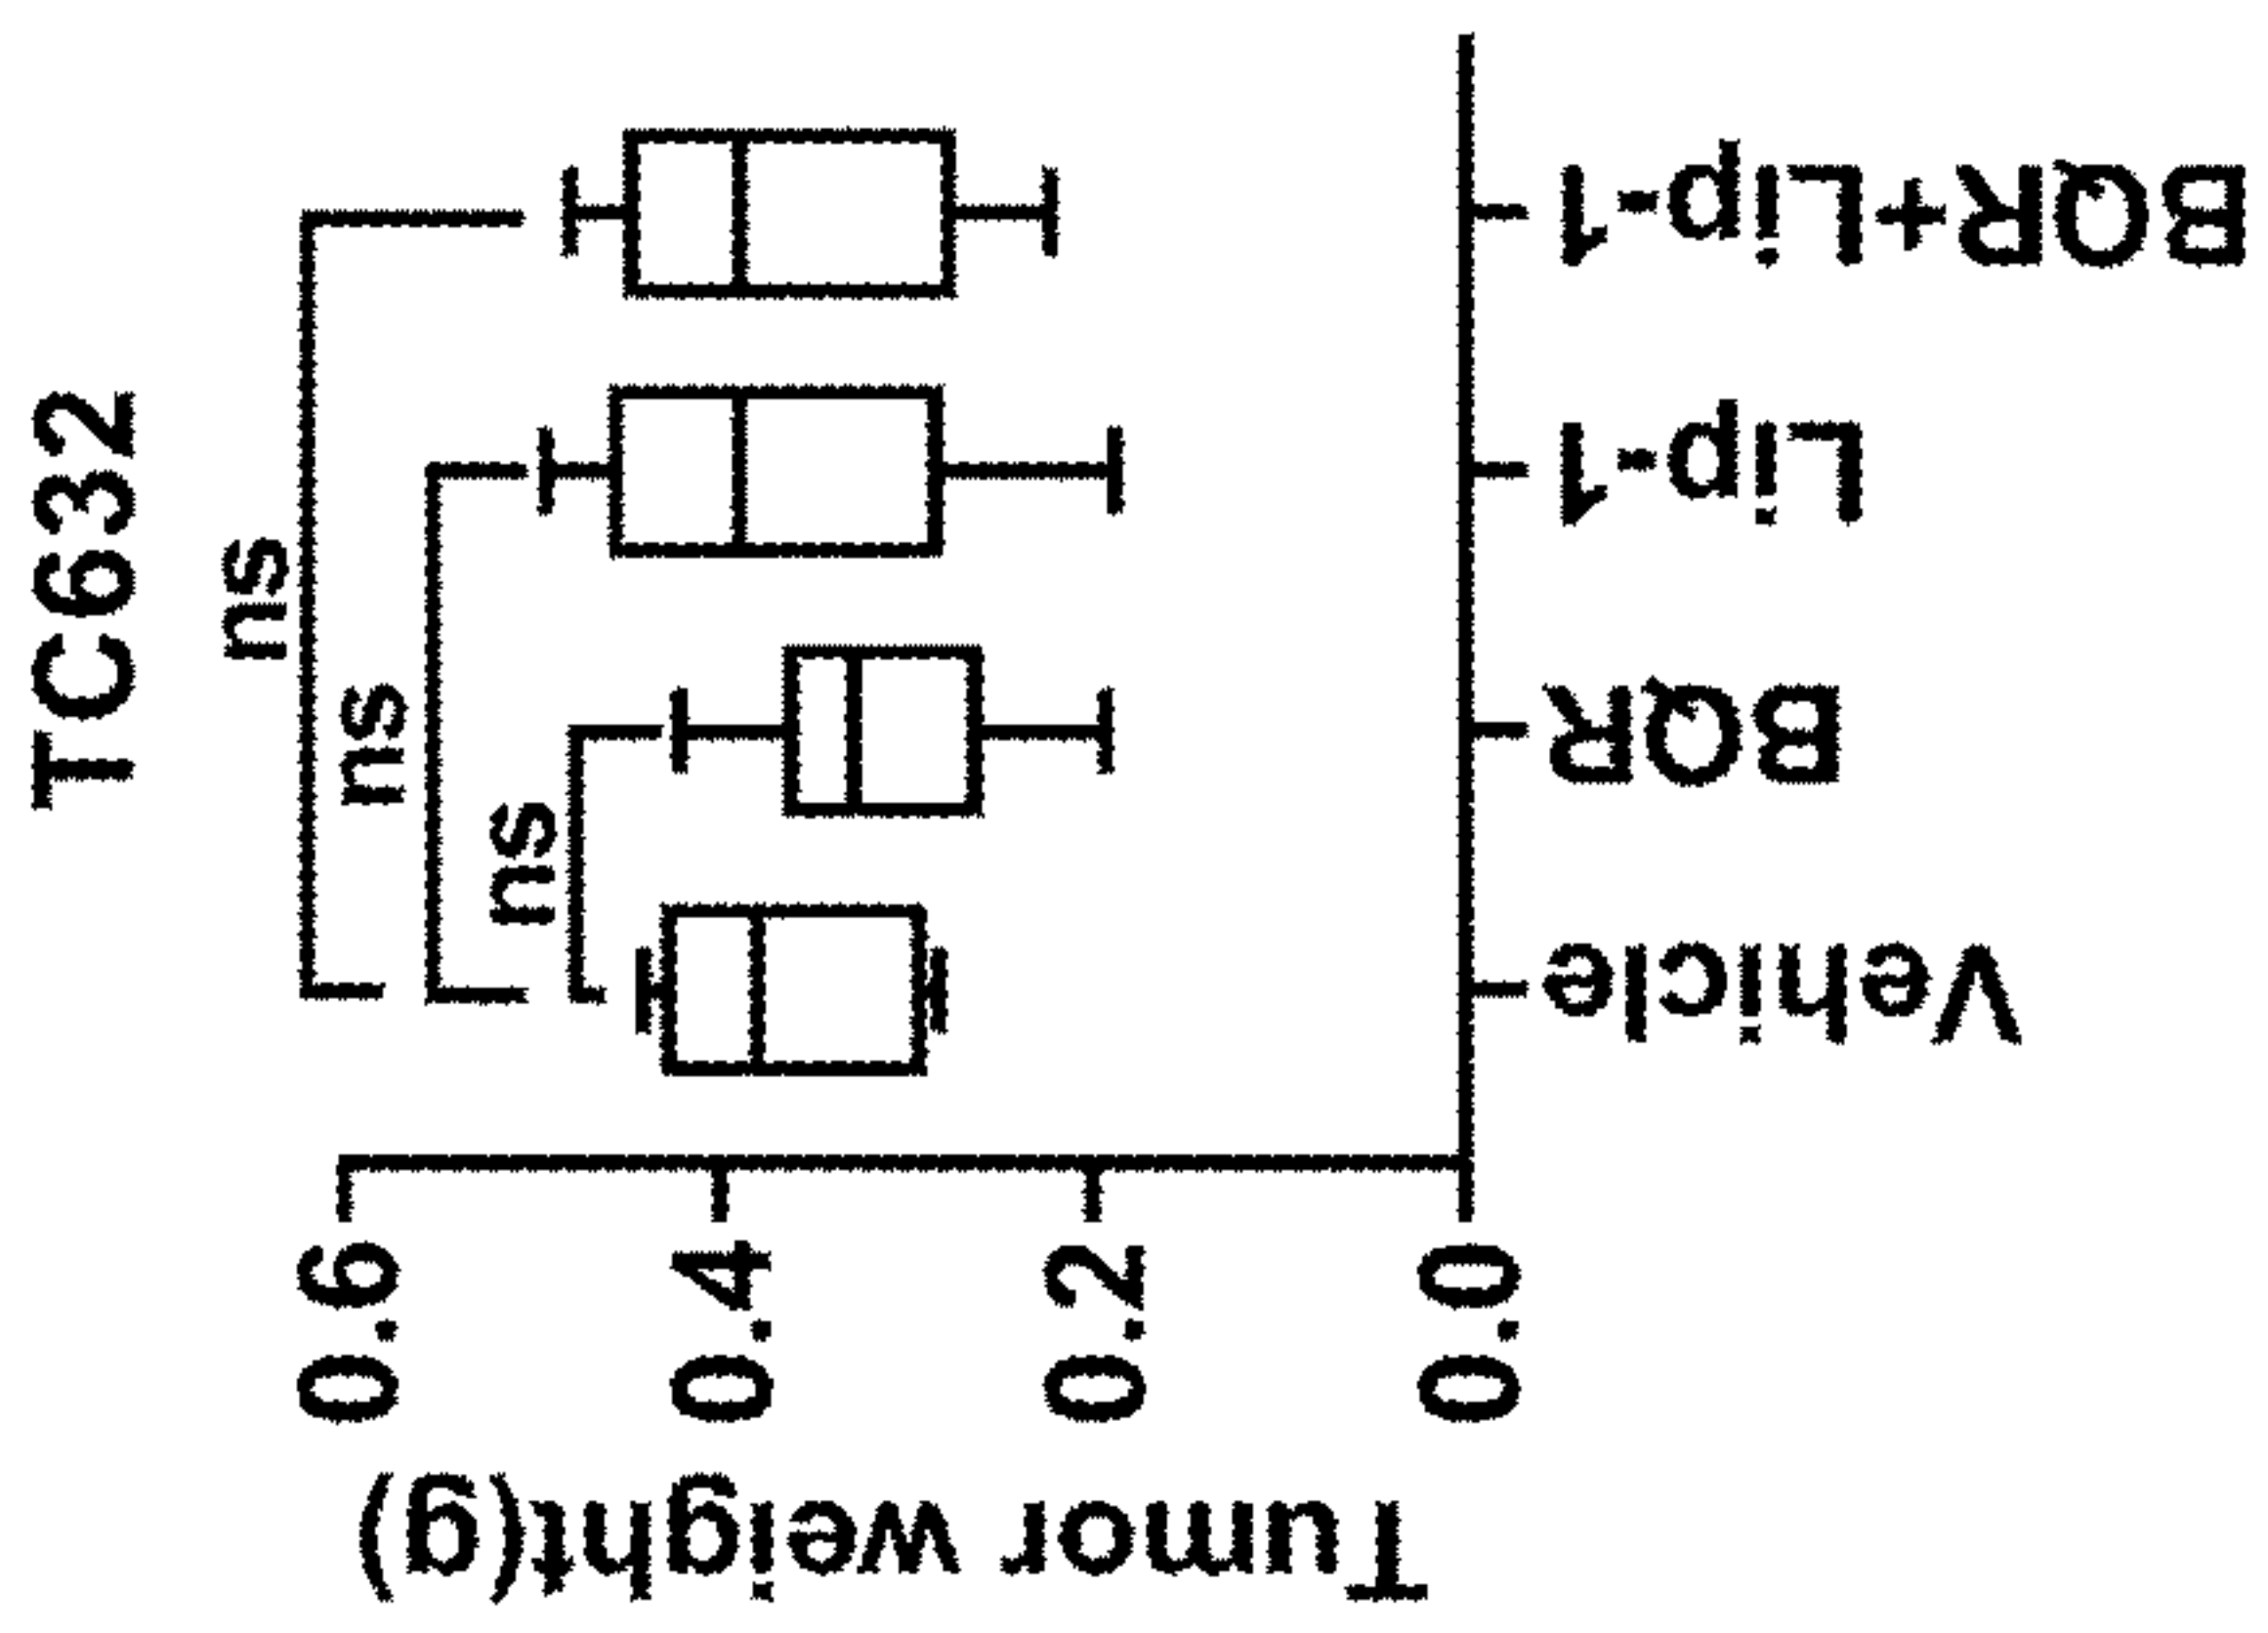 TC632
ns
ns
ns
0.6
0.4
0.2
0.0
Tumor weight(g)
Vehicle
BQR
Lip-1
BQR+Lip-1